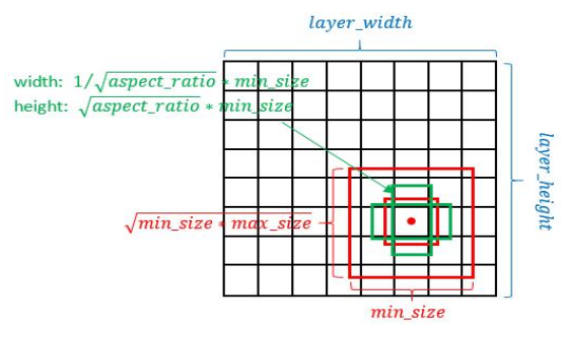 layer_width
width: 1/√aspect_ratio * min_size
height: √aspect_ratio * min_size
layer_height
√min_size * max_size
min_size